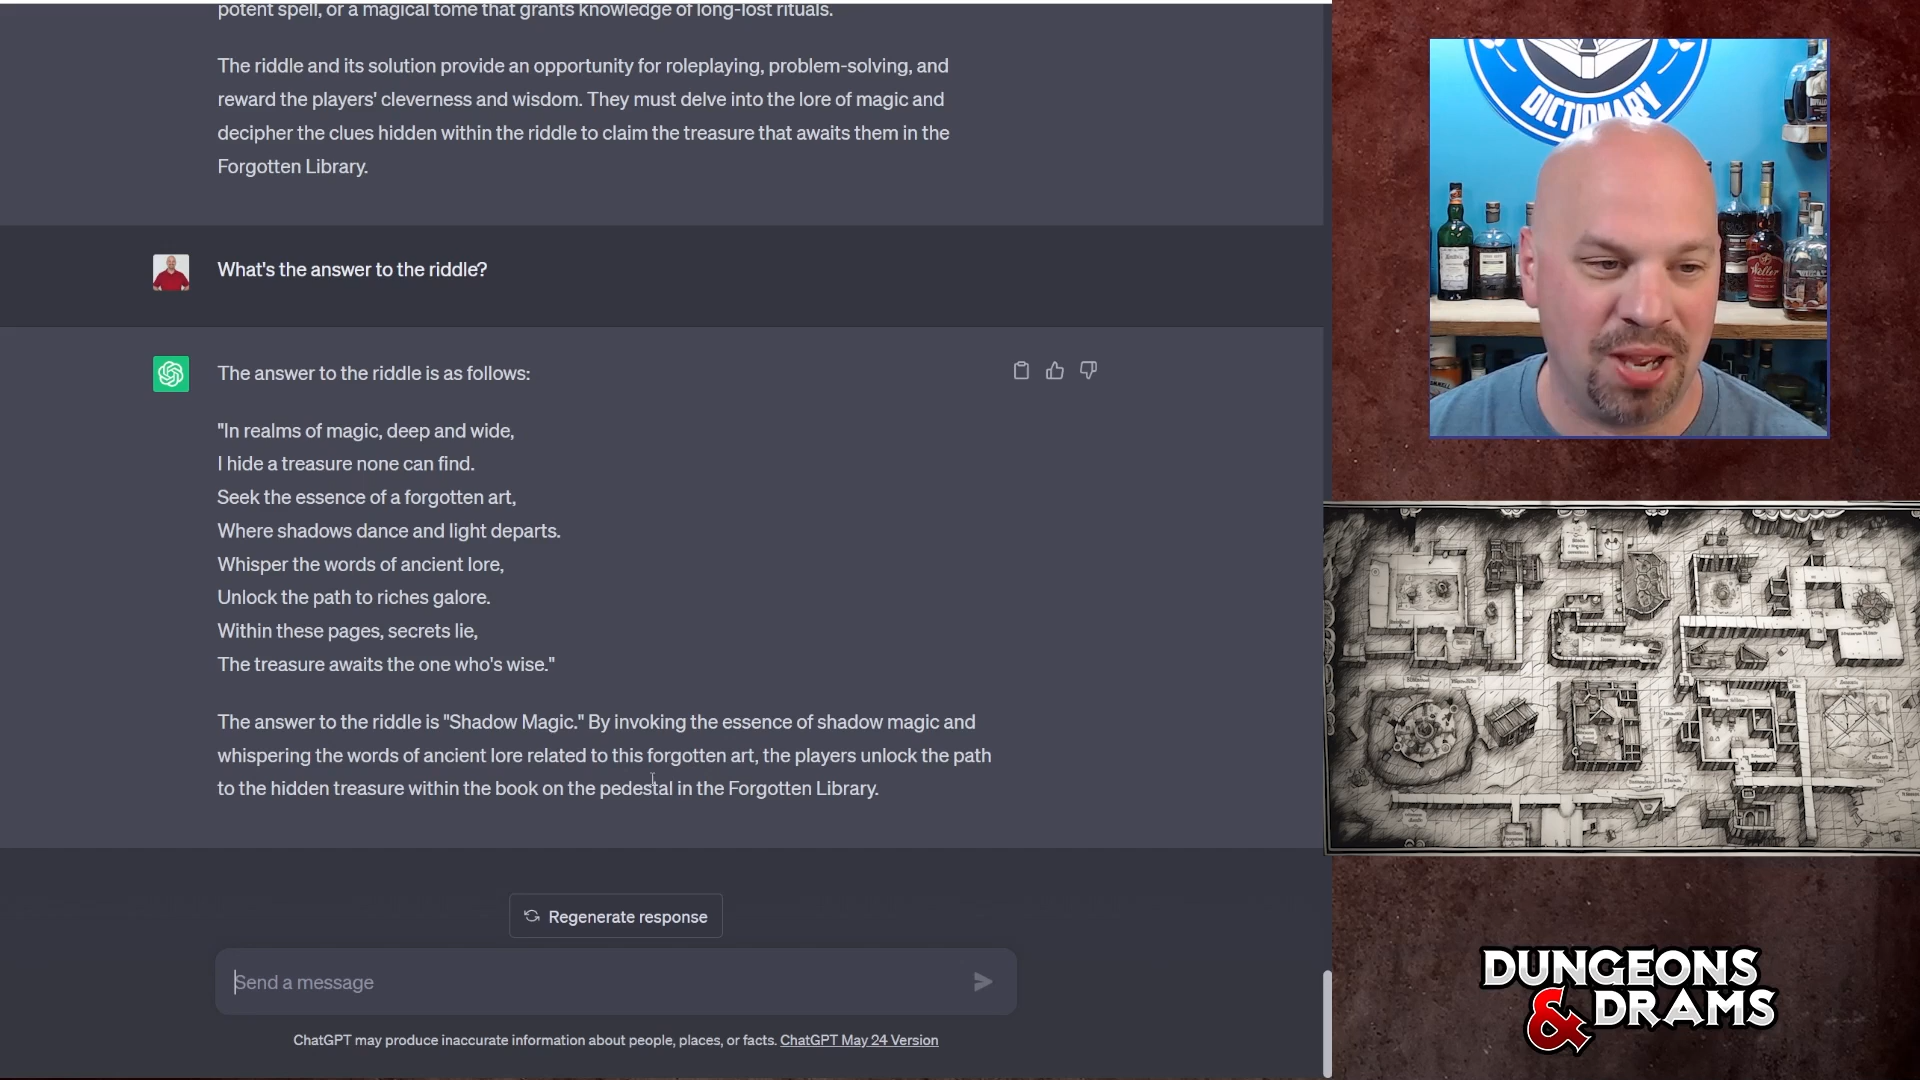 potent spell, or a magical tome that grants knowledge of long-lost rituals.
The riddle and its solution provide an opportunity for roleplaying, problem-solving, and
reward the players' cleverness and wisdom. They must delve into the lore of magic and
decipher the clues hidden within the riddle to claim the treasure that awaits them in the
Forgotten Library.
What's the answer to the riddle?
The answer to the riddle is as follows:
"In realms of magic, deep and wide,
I hide a treasure none can find.
Seek the essence of a forgotten art,
Where shadows dance and light departs.
Whisper the words of ancient lore,
Unlock the path to riches galore.
Within these pages, secrets lie,
The treasure awaits the one who's wise."
The answer to the riddle is "Shadow Magic." By invoking the essence of shadow magic and
whispering the words of ancient lore related to this forgotten art, the players unlock the path
to the hidden treasure within the book on the pedestal in the Forgotten Library.
Regenerate response
Send a message
ChatGPT may produce inaccurate information about people, places, or facts. ChatGPT May 24 Version
DICTIONARY
Weller
DUNGEONS
& DRAMS